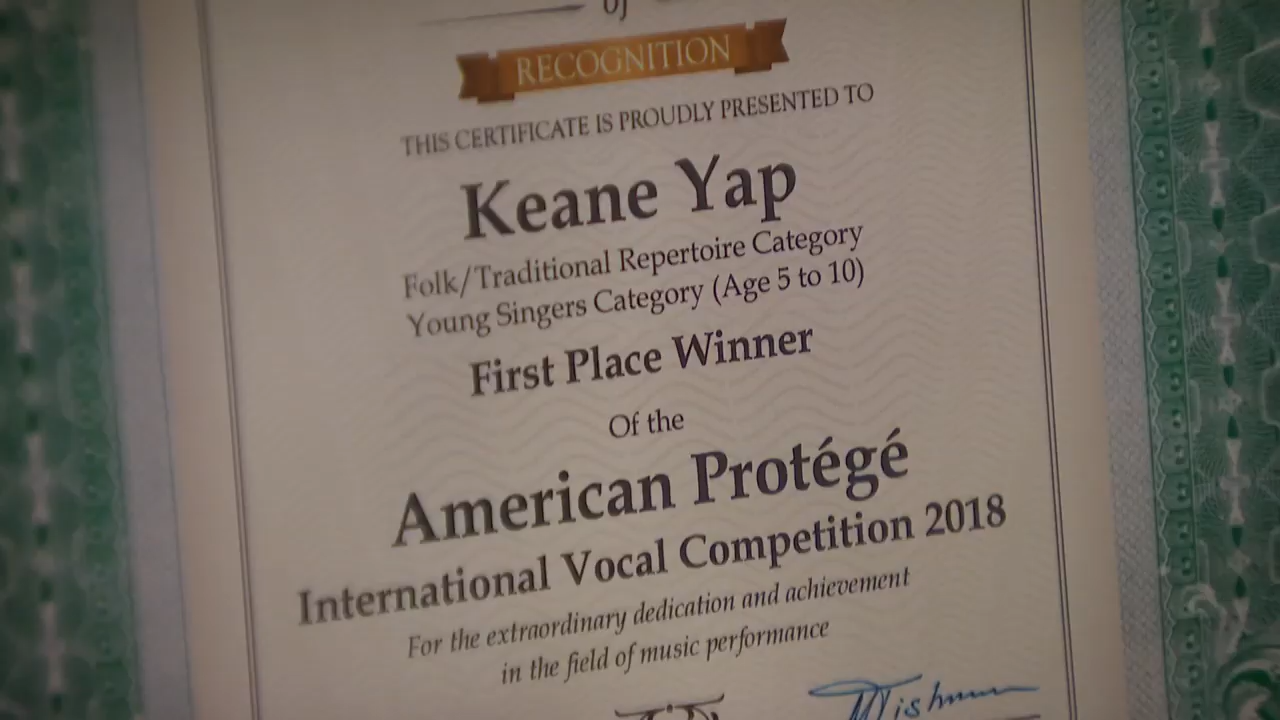 of
RECOGNITION
THIS CERTIFICATE IS PROUDLY PRESENTED TO
Keane Yap
Folk/Traditional Repertoire Category
Young Singers Category (Age 5 to 10)
First Place Winner
Of the
American Protégé
International Vocal Competition 2018
For the extraordinary dedication and achievement
in the field of music performance